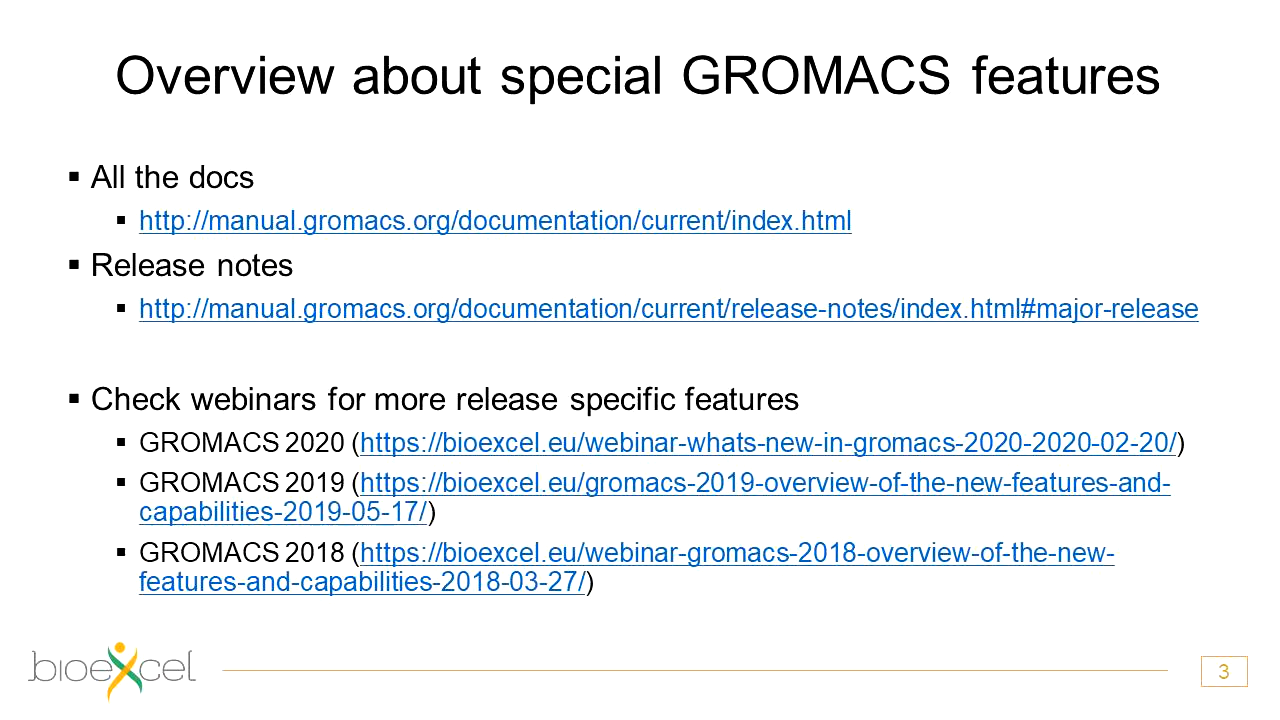 Overview about special GROMACS features
▪ All the docs
▪ http://manual.gromacs.org/documentation/current/index.html
▪ Release notes
▪ http://manual.gromacs.org/documentation/current/release-notes/index.html#major-release
▪ Check webinars for more release specific features
▪ GROMACS 2020 (https://bioexcel.eu/webinar-whats-new-in-gromacs-2020-2020-02-20/)
▪ GROMACS 2019 (https://bioexcel.eu/gromacs-2019-overview-of-the-new-features-and-
capabilities-2019-05-17/)
▪ GROMACS 2018 (https://bioexcel.eu/webinar-gromacs-2018-overview-of-the-new-
features-and-capabilities-2018-03-27/)
bioexcel
3